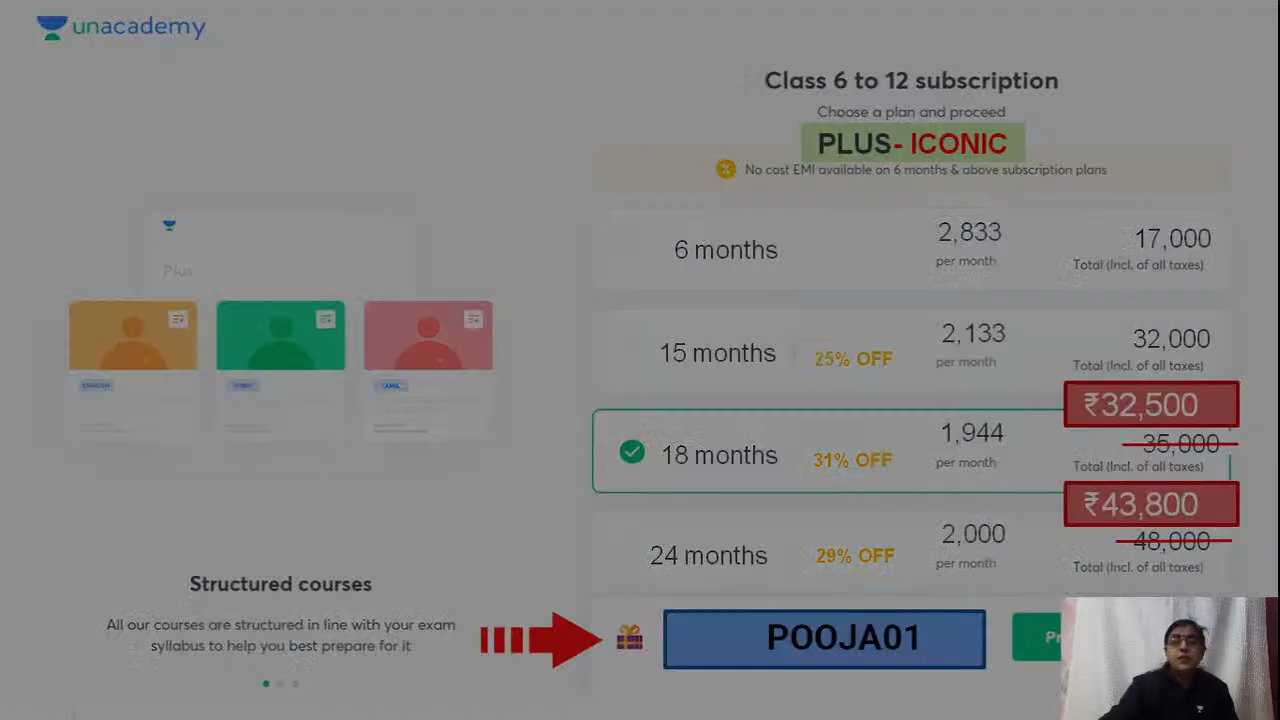 unacademy
Class 6 to 12 subscription
Choose a plan and proceed
PLUS- ICONIC
No cost EMI available on 6 months & above subscription plans
6 months
2,833
per month
17,000
Total (Incl. of all taxes)
15 months
25% OFF
2,133
per month
32,000
Total (Incl. of all taxes)
₹32,500
18 months
31% OFF
1,944
per month
35,000
Total (Incl. of all taxes)
₹43,800
24 months
29% OFF
2,000
per month
48,000
Total (Incl. of all taxes)
Plus
Structured courses
All our courses are structured in line with your exam
syllabus to help you best prepare for it
POOJA01